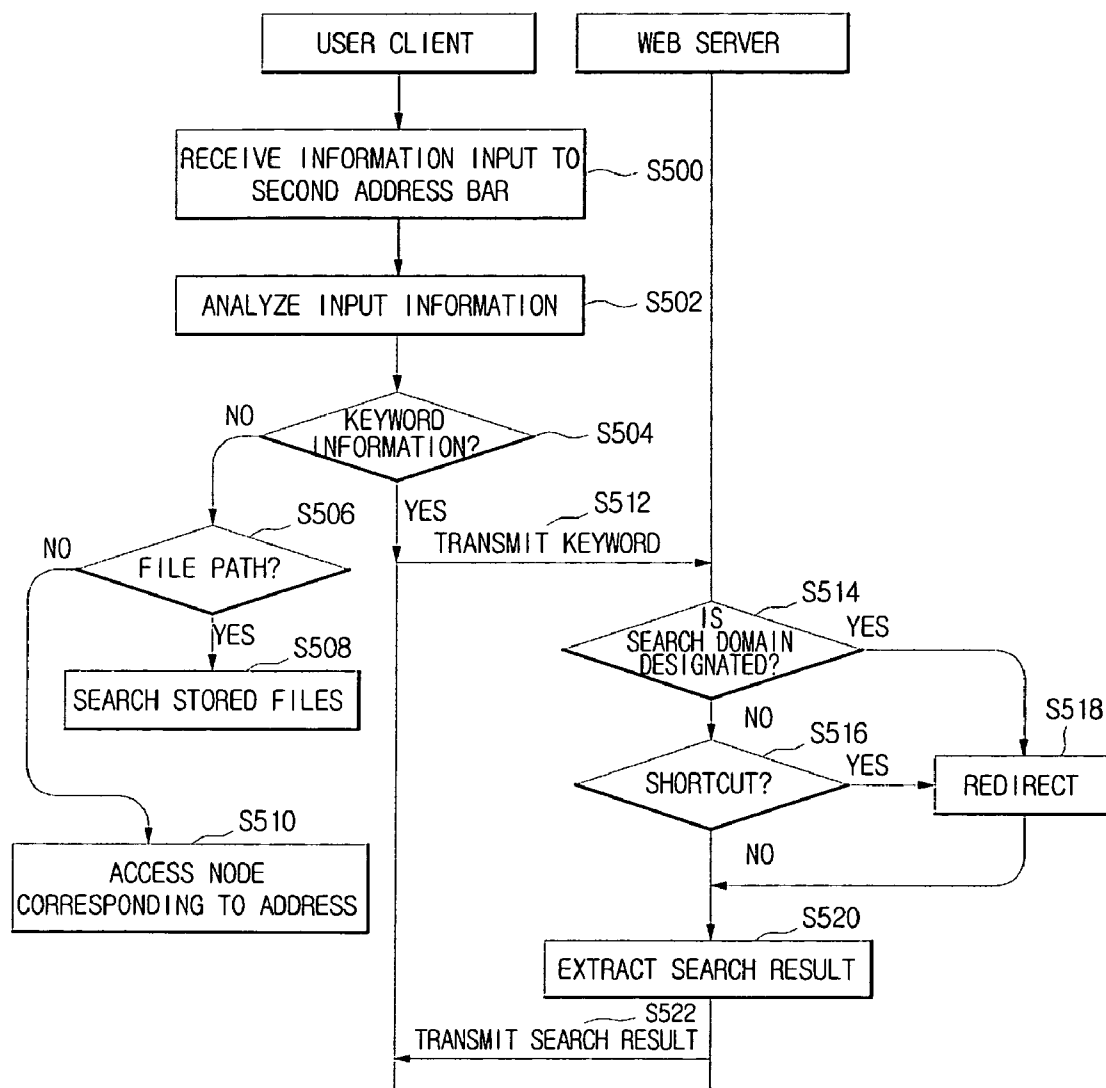 USER CLIENT
WEB SERVER
RECEIVE INFORMATION INPUT TO
SECOND ADDRESS BAR
S500
ANALYZE INPUT INFORMATION
S502
KEYWORD
INFORMATION?
NO
S504
YES
S512
TRANSMIT KEYWORD
S506
NO
FILE PATH?
YES
S508
SEARCH STORED FILES
S510
ACCESS NODE
CORRESPONDING TO ADDRESS
S514
IS
SEARCH DOMAIN
DESIGNATED?
YES
NO
S516
SHORTCUT?
YES
S518
REDIRECT
NO
S520
EXTRACT SEARCH RESULT
S522
TRANSMIT SEARCH RESULT